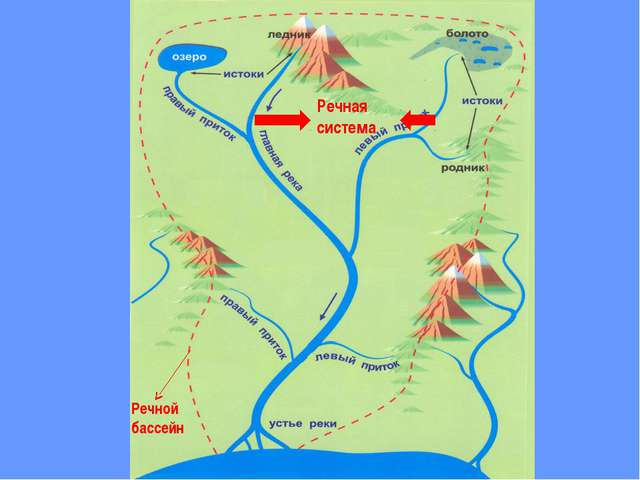 ледник
болото
озеро
истоки
Речная
система
истоки
правый приток
главная река
левый приток
родник
правый приток
левый приток
Речной
бассейн
устье реки